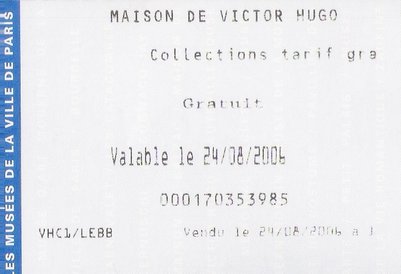 MAISON DE VICTOR HUGO
Collections tarif gra
Gratuit
Valable le 24/08/2006
000170353985
VHC1/LEBB
Vendu le 24/08/2006 a 1
LES MUSÉES DE LA VILLE DE PARIS